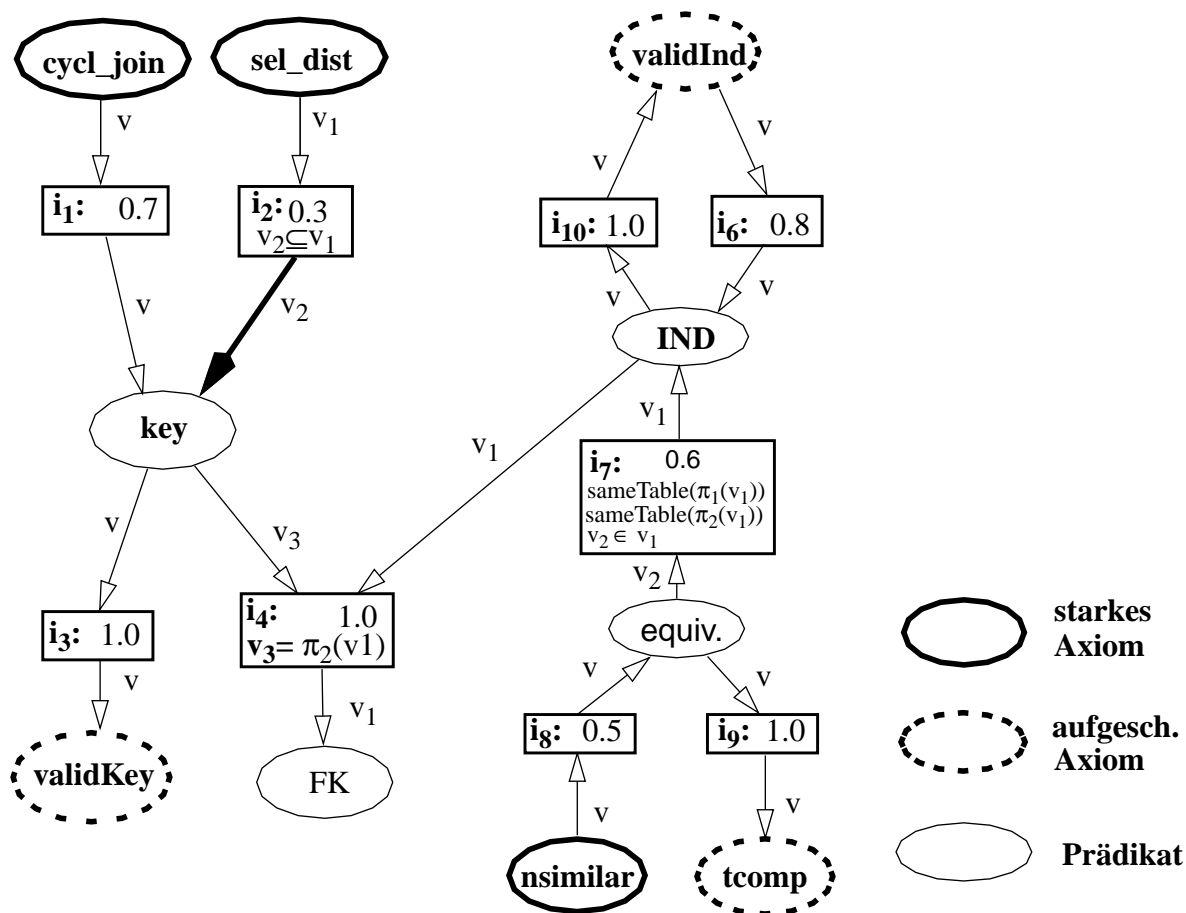 cycl_join
sel_dist
validInd
v
v₁
v
v
i₁: 0.7
i₂: 0.3
v₂⊆v₁
i₁₀: 1.0
i₆: 0.8
v
v₂
v
v
IND
key
v₁
v₁
i₇: 0.6
sameTable(π₁(v₁))
sameTable(π₂(v₁))
v₂∈ v₁
v
v₃
v₂
i₃: 1.0
i₄: 1.0
v₃= π₂(v1)
equiv.
starkes
Axiom
v
v₁
v
v
i₈: 0.5
i₉: 1.0
aufgesch.
Axiom
validKey
FK
v
v
nsimilar
tcomp
Prädikat